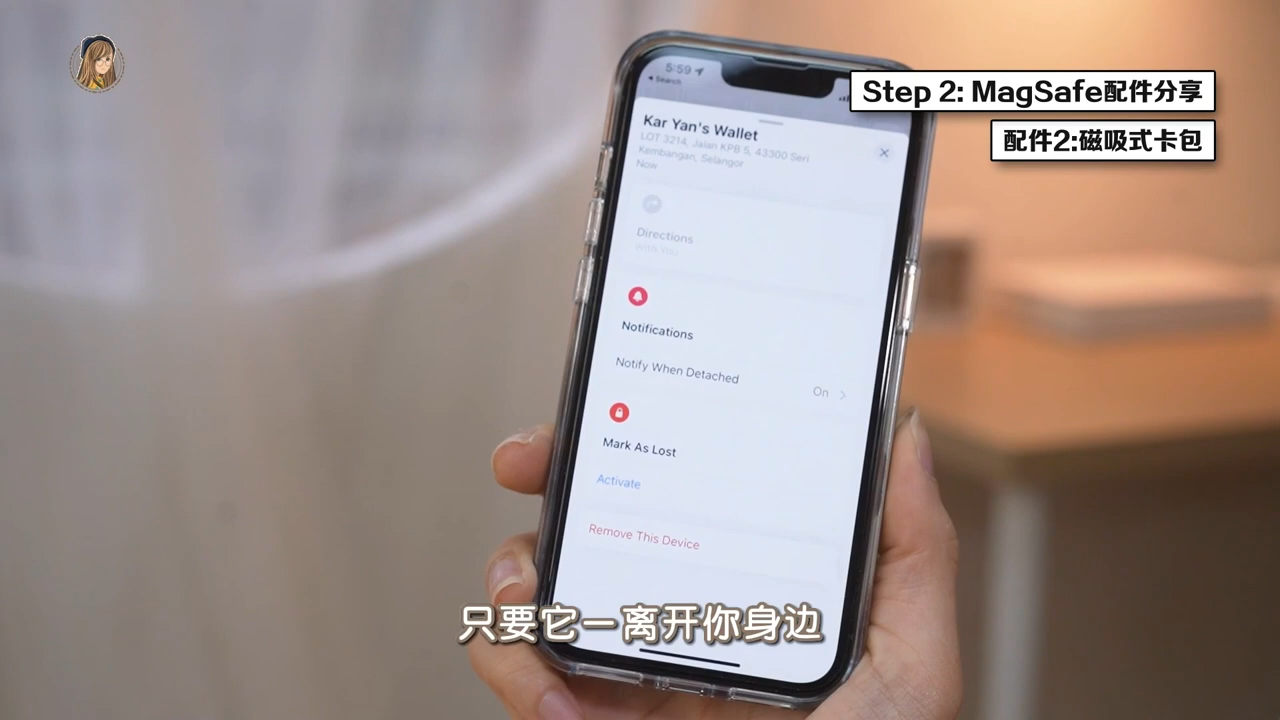 Step 2: MagSafe配件分享
配件2:磁吸式卡包
5:59
Search
Kar Yan's Wallet
LOT 3214, Jalan KPB 5, 43300 Seri
Kembangan, Selangor
Now
Directions
With You
Notifications
Notify When Detached
On
Mark As Lost
Activate
Remove This Device
只要它一离开你身边